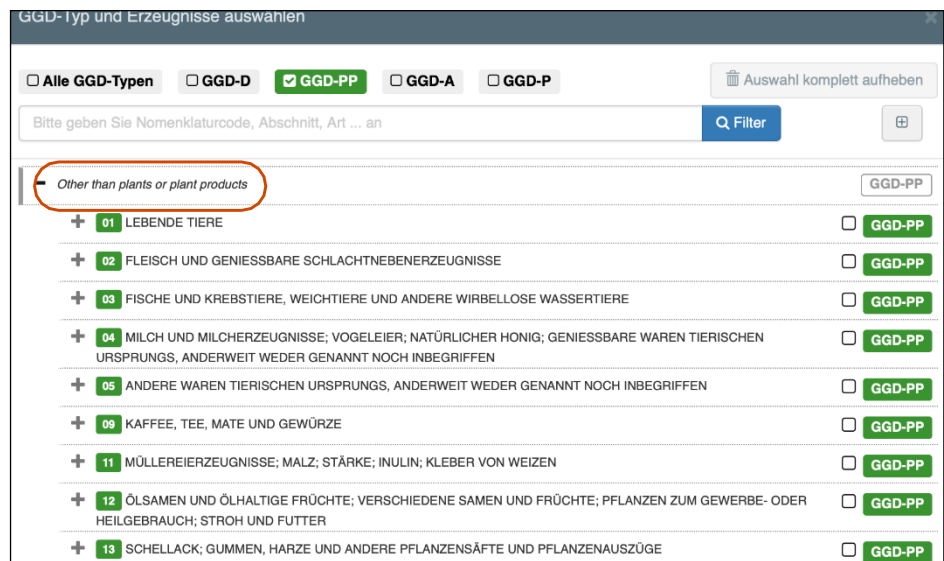 GGD-Typ und Erzeugnisse auswählen
Alle GGD-Typen GGD-D GGD-PP GGD-A GGD-P Auswahl komplett aufheben
Bitte geben Sie Nomenklaturcode, Abschnitt, Art ... an Filter
Other than plants or plant products GGD-PP
01 LEBENDE TIERE GGD-PP
02 FLEISCH UND GENIESSBARE SCHLACHTNEBENERZEUGNISSE GGD-PP
03 FISCHE UND KREBSTIERE, WEICHTIERE UND ANDERE WIRBELLOSE WASSERTIERE GGD-PP
04 MILCH UND MILCHERZEUGNISSE; VOGELEIER; NATÜRLICHER HONIG; GENIESSBARE WAREN TIERISCHEN GGD-PP
URSPRUNGS, ANDERWEIT WEDER GENANNT NOCH INBEGRIFFEN
05 ANDERE WAREN TIERISCHEN URSPRUNGS, ANDERWEIT WEDER GENANNT NOCH INBEGRIFFEN GGD-PP
09 KAFFEE, TEE, MATE UND GEWÜRZE GGD-PP
11 MÜLLEREIERZEUGNISSE; MALZ; STÄRKE; INULIN; KLEBER VON WEIZEN GGD-PP
12 ÖLSAMEN UND ÖLHALTIGE FRÜCHTE; VERSCHIEDENE SAMEN UND FRÜCHTE; PFLANZEN ZUM GEWERBE- ODER GGD-PP
HEILGEBRAUCH; STROH UND FUTTER
13 SCHELLACK; GUMMEN, HARZE UND ANDERE PFLANZENSÄFTE UND PFLANZENAUSZÜGE GGD-PP